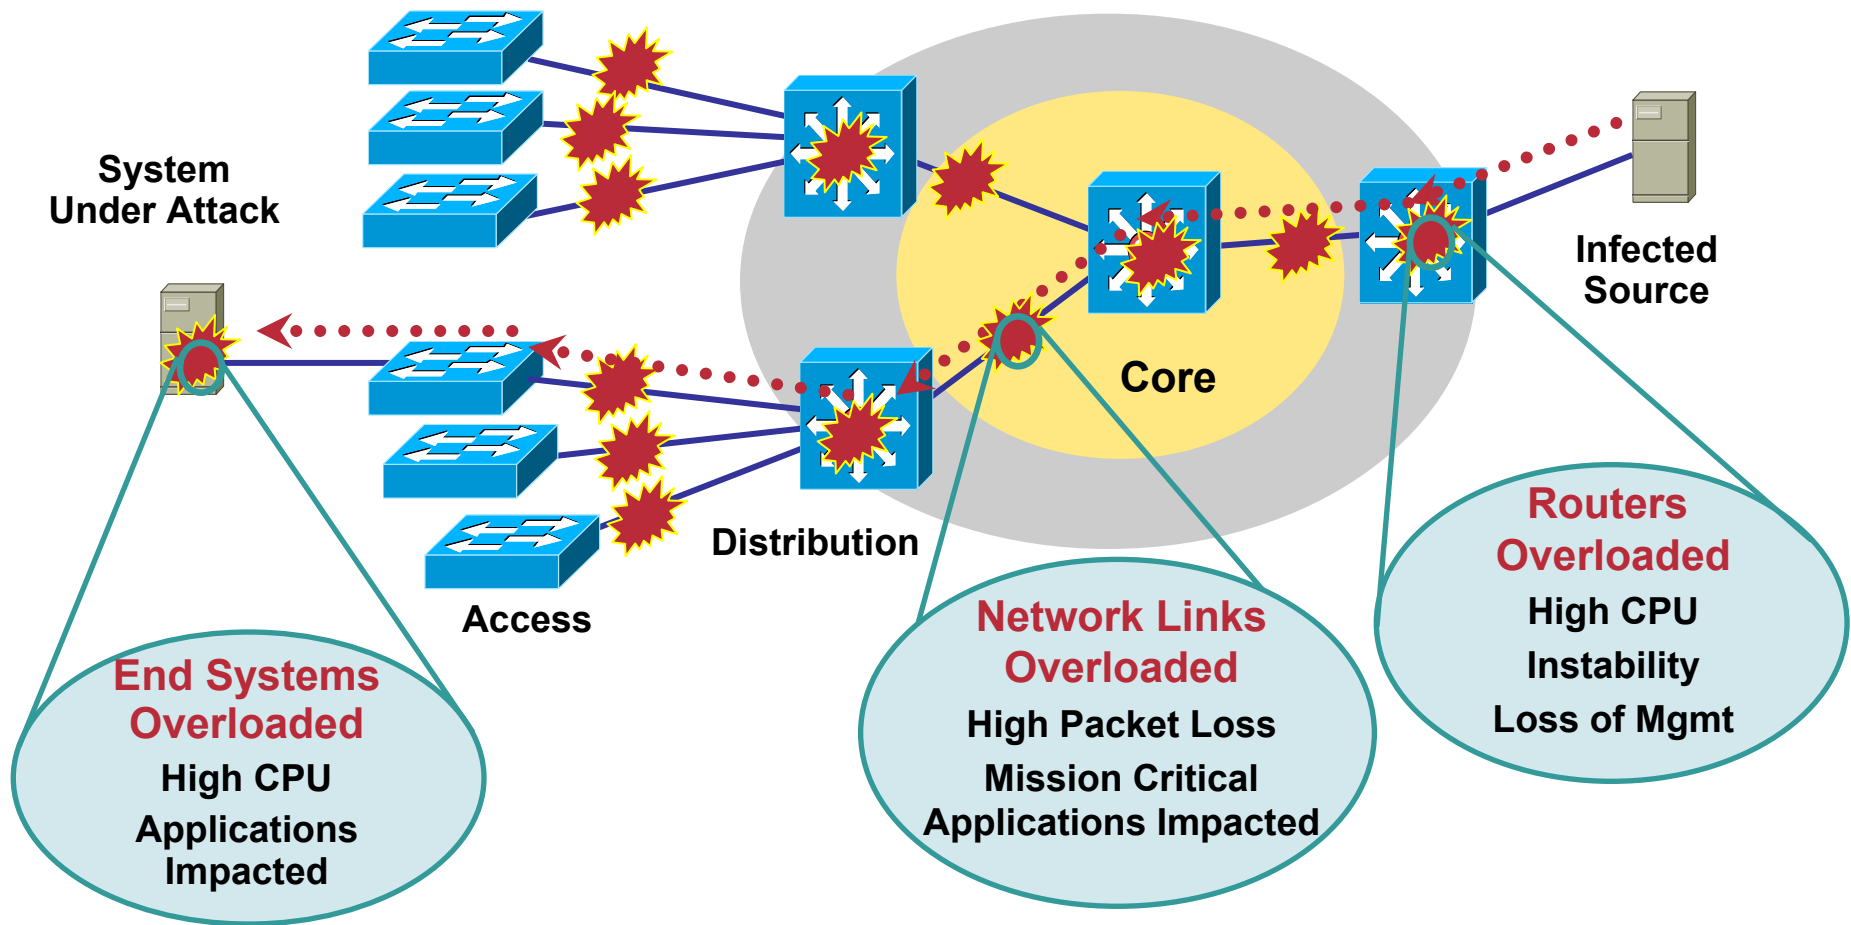 System
Under Attack
Infected
Source
Core
Distribution
Access
End Systems
Overloaded
High CPU
Applications
Impacted
Network Links
Overloaded
High Packet Loss
Mission Critical
Applications Impacted
Routers
Overloaded
High CPU
Instability
Loss of Mgmt